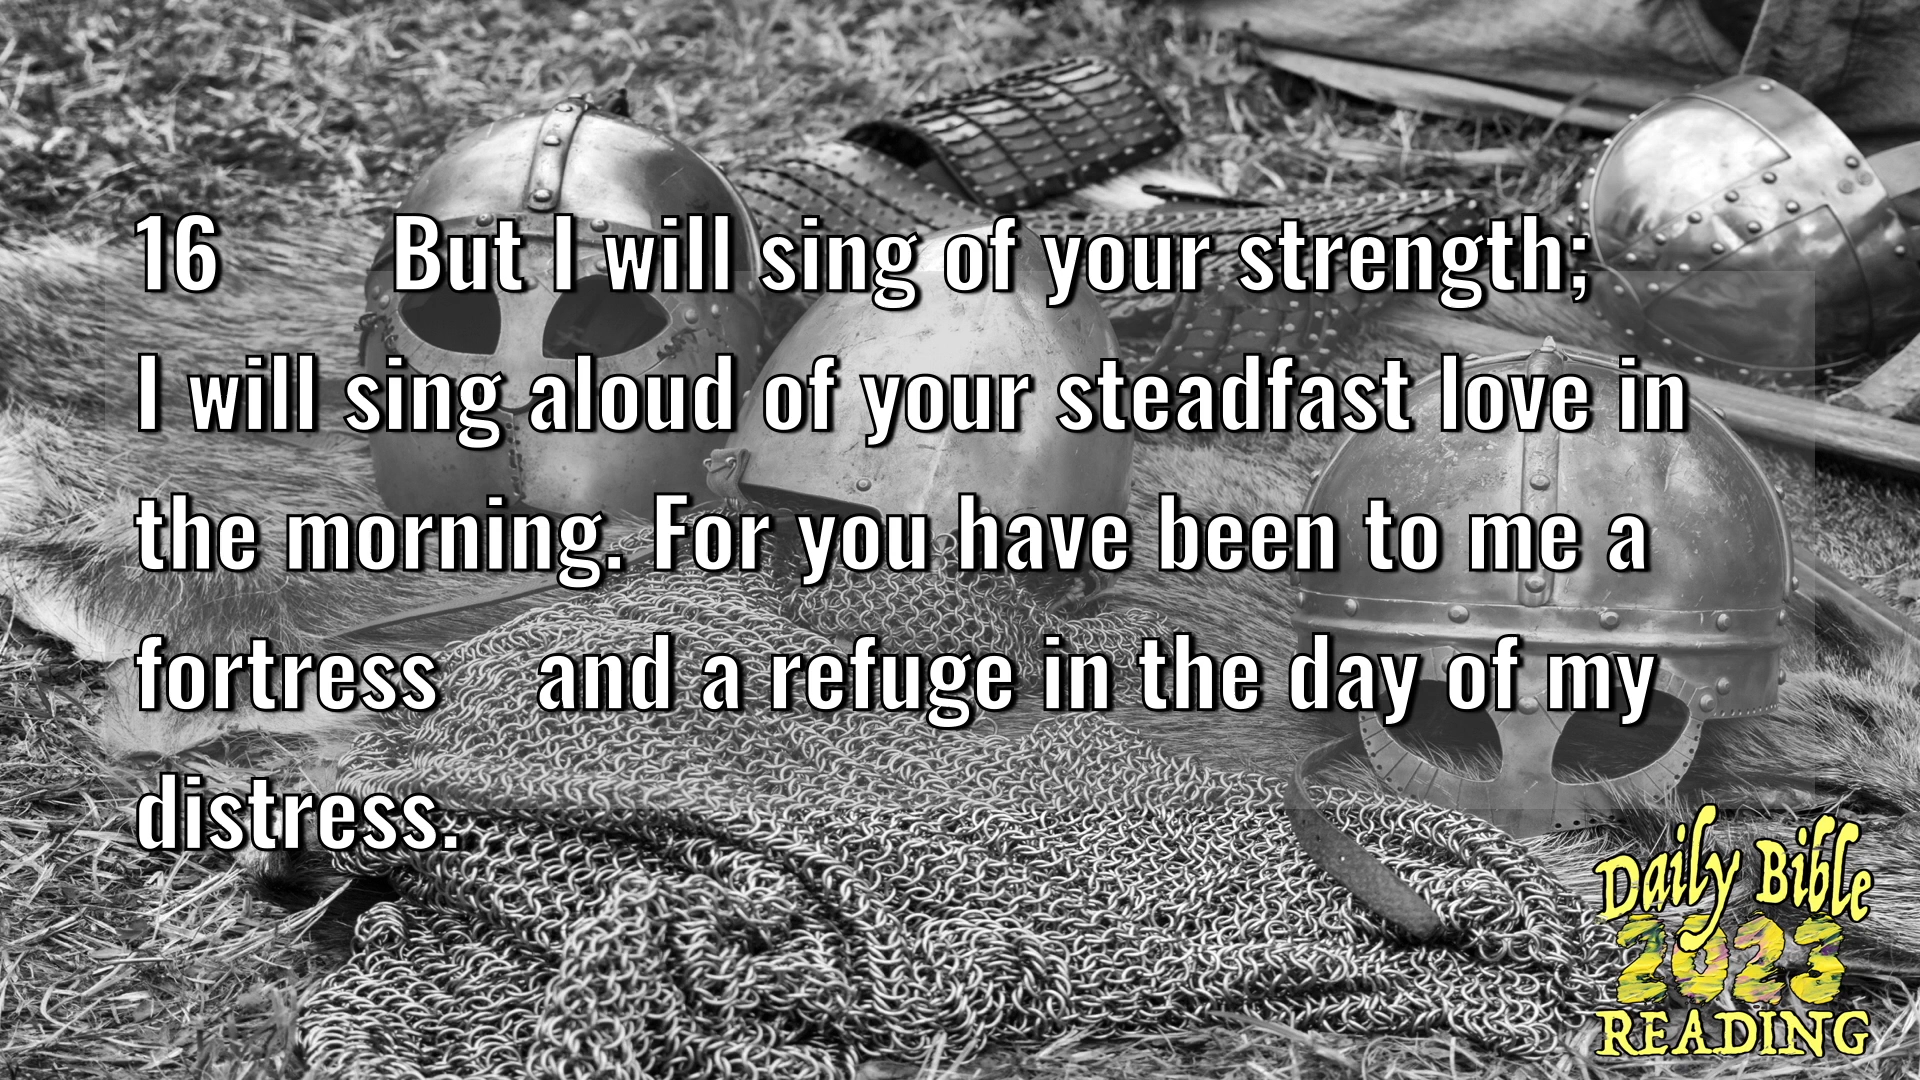 16 But I will sing of your strength;
I will sing aloud of your steadfast love in
the morning. For you have been to me a
fortress and a refuge in the day of my
distress.
Daily Bible
2023
READING